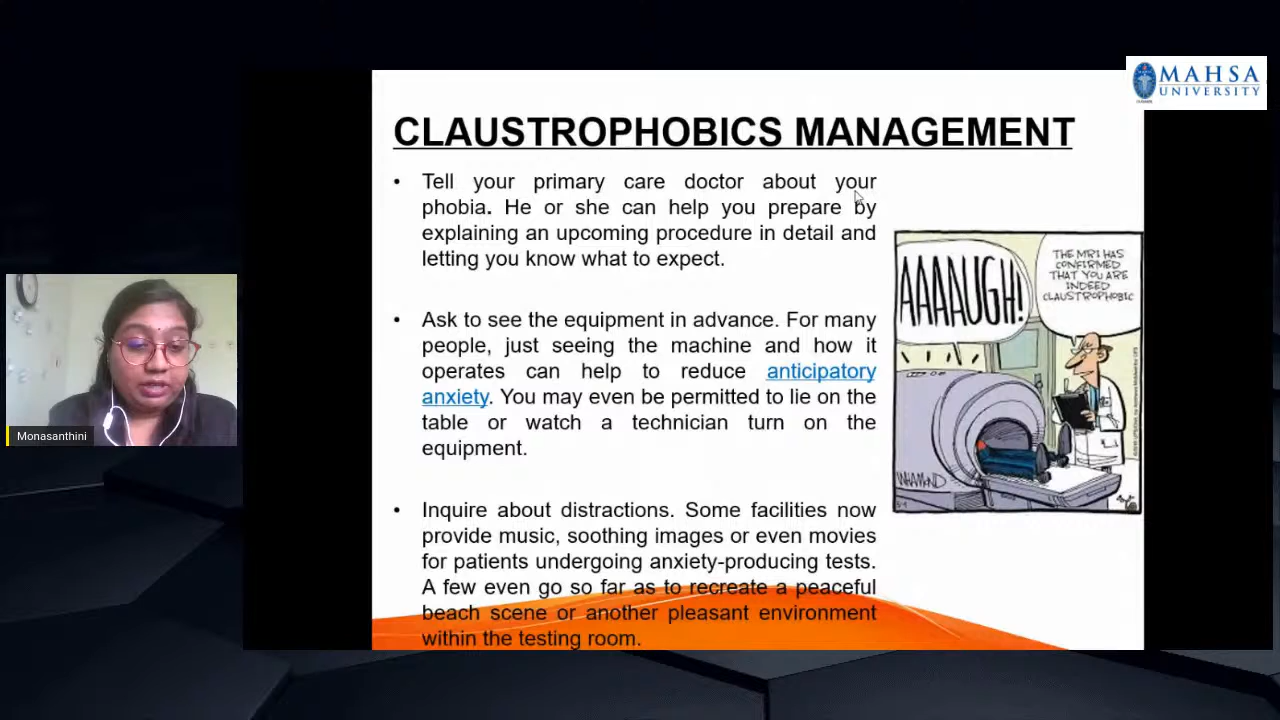 MAHSA
UNIVERSITY
CLAUSTROPHOBICS MANAGEMENT
• Tell your primary care doctor about your
phobia. He or she can help you prepare by
explaining an upcoming procedure in detail and
letting you know what to expect.
• Ask to see the equipment in advance. For many
people, just seeing the machine and how it
operates can help to reduce anticipatory
anxiety. You may even be permitted to lie on the
table or watch a technician turn on the
equipment.
• Inquire about distractions. Some facilities now
provide music, soothing images or even movies
for patients undergoing anxiety-producing tests.
A few even go so far as to recreate a peaceful
beach scene or another pleasant environment
within the testing room.
AAAAUGH!
THE MRI HAS
CONFIRMED
THAT YOU ARE
INDEED
CLAUSTROPHOBIC
WHAMOND
Monasanthini